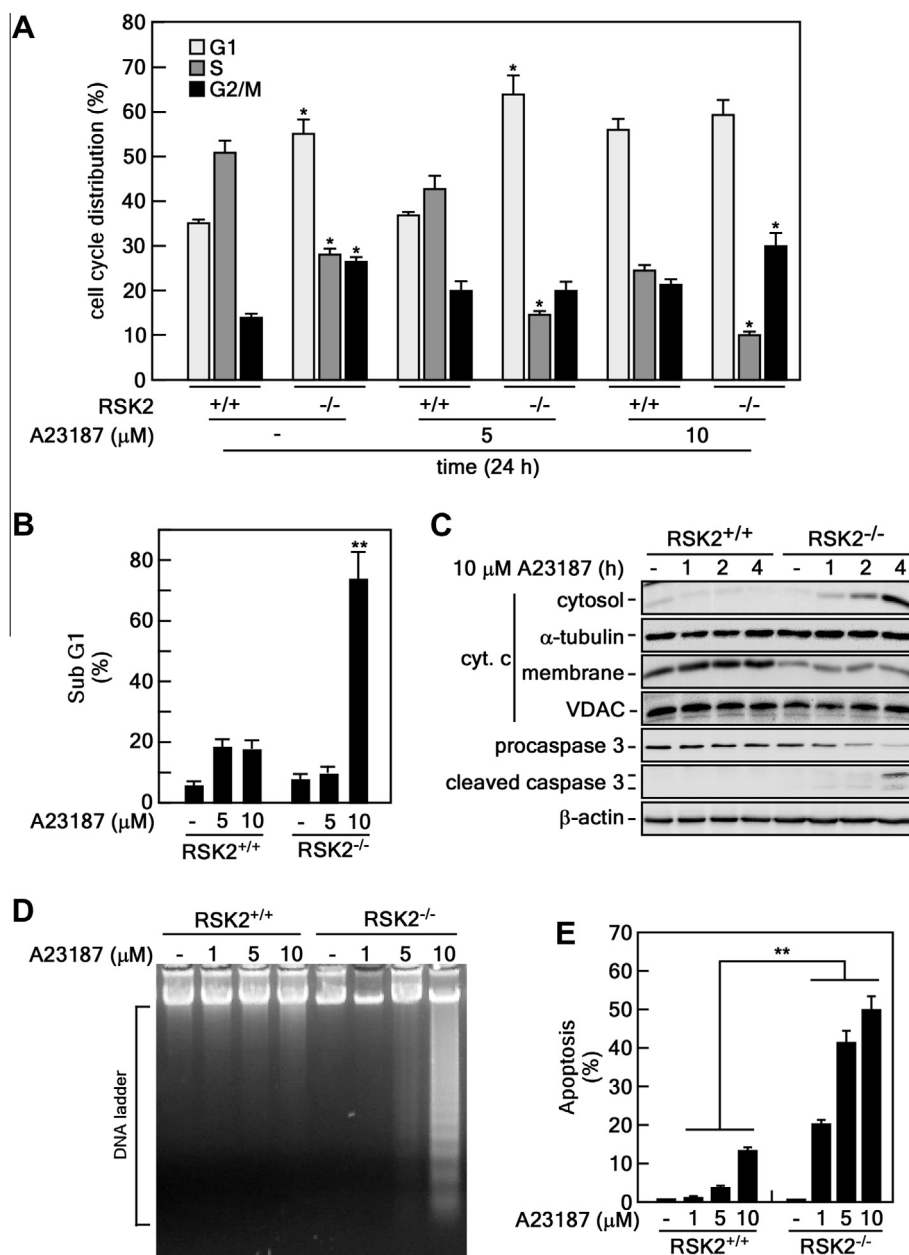 A
80
70
60
50
40
30
20
10
0
cell cycle distribution (%)
G1
S
G2/M
* * * * * * *
RSK2 +/+ -/- +/+ -/- +/+ -/-
A23187 (μM) - 5 10
time (24 h)
B
80
60
40
20
0
Sub G1
(%)
**
A23187 (μM) - 5 10 - 5 10
RSK2+/+ RSK2-/-
C
RSK2+/+ RSK2-/-
10 μM A23187 (h) - 1 2 4 - 1 2 4
cyt. c
cytosol
α-tubulin
membrane
VDAC
procaspase 3
cleaved caspase 3
β-actin
D
RSK2+/+ RSK2-/-
A23187 (μM) - 1 5 10 - 1 5 10
DNA ladder
E
70
60
50
40
30
20
10
0
Apoptosis
(%)
**
A23187 (μM) - 1 5 10 - 1 5 10
RSK2+/+ RSK2-/-